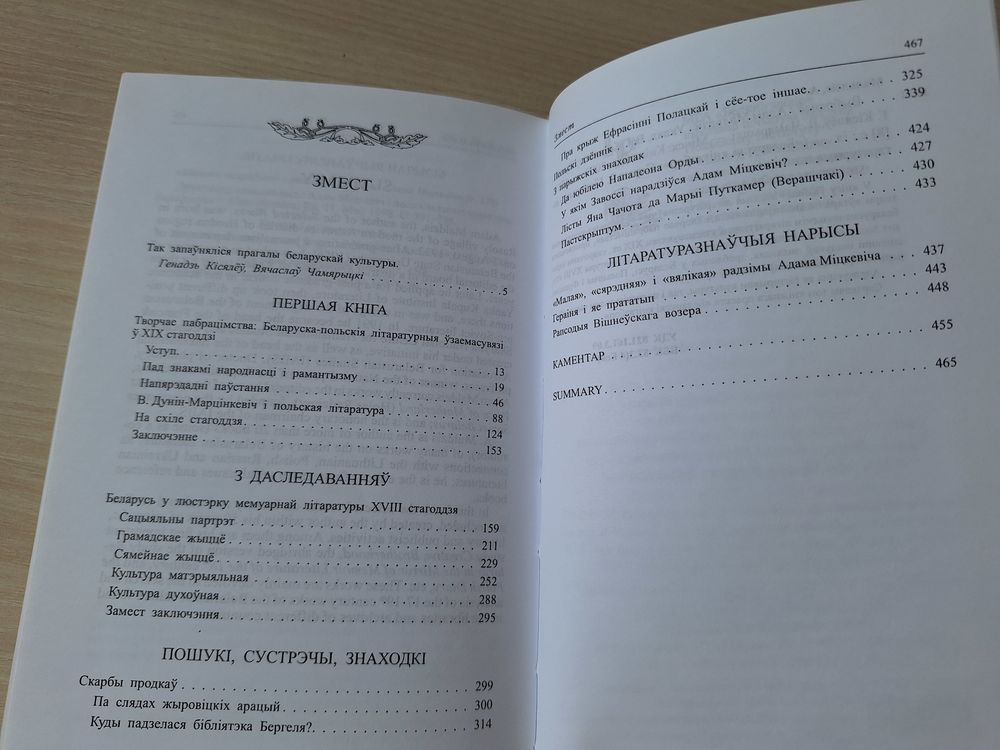 ЗМЕСТ
Так запаўняліся прагалы беларускай культуры.
Генадзь Кісялёў, Вячаслаў Чамярыцкі . . . . . . . . . . . . . 5
ПЕРШАЯ КНІГА
Творчае пабрацімства: Беларуска-польскія літаратурныя ўзаемасувязі
ў XIX стагоддзі
Уступ. . . . . . . . . . . . . . . . . . . . . . . . . . . . . 13
Пад знакамі народнасці і рамантызму . . . . . . . . . . . . . 19
Напярэдадні паўстання . . . . . . . . . . . . . . . . . . . . 46
В. Дунін-Марцінкевіч і польская літаратура . . . . . . . . . . 88
На схіле стагоддзя. . . . . . . . . . . . . . . . . . . . . . 124
Заключэнне . . . . . . . . . . . . . . . . . . . . . . . . . 153
З ДАСЛЕДАВАННЯЎ
Беларусь у люстэрку мемуарнай літаратуры XVIII стагоддзя
Сацыяльны партрэт . . . . . . . . . . . . . . . . . . . . . . 159
Грамадскае жыццё . . . . . . . . . . . . . . . . . . . . . . 211
Сямейнае жыццё . . . . . . . . . . . . . . . . . . . . . . . 229
Культура матэрыяльная . . . . . . . . . . . . . . . . . . . . 252
Культура духоўная . . . . . . . . . . . . . . . . . . . . . . 288
Замест заключэння. . . . . . . . . . . . . . . . . . . . . . 295
ПОШУКІ, СУСТРЭЧЫ, ЗНАХОДКІ
Скарбы продкаў . . . . . . . . . . . . . . . . . . . . . . . 299
Па слядах жыровіцкіх арацый . . . . . . . . . . . . . . . . . 300
Куды падзелася бібліятэка Бергеля?. . . . . . . . . . . . . . 314
Змест 467
Пра крыж Ефрасінні Полацкай і сёе-тое іншае. . . . . . . . . . 325
Польскі дзённік . . . . . . . . . . . . . . . . . . . . . . . 339
З парыжскіх знаходак
Да юбілею Напалеона Орды . . . . . . . . . . . . . . . . . . 424
У якім Завоссі нарадзіўся Адам Міцкевіч? . . . . . . . . . . . 427
Лісты Яна Чачота да Марыі Путкамер (Верашчакі) . . . . . . . . 430
Пастскрыптум. . . . . . . . . . . . . . . . . . . . . . . . . 433
ЛІТАРАТУРАЗНАЎЧЫЯ НАРЫСЫ
«Малая», «сярэдняя» і «вялікая» радзімы Адама Міцкевіча . . . . 437
Гераіня і яе прататып . . . . . . . . . . . . . . . . . . . . 443
Рапсодыя Вішнеўскага возера . . . . . . . . . . . . . . . . . 448
КАМЕНТАР . . . . . . . . . . . . . . . . . . . . . . . . . . 455
SUMMARY. . . . . . . . . . . . . . . . . . . . . . . . . . . 465